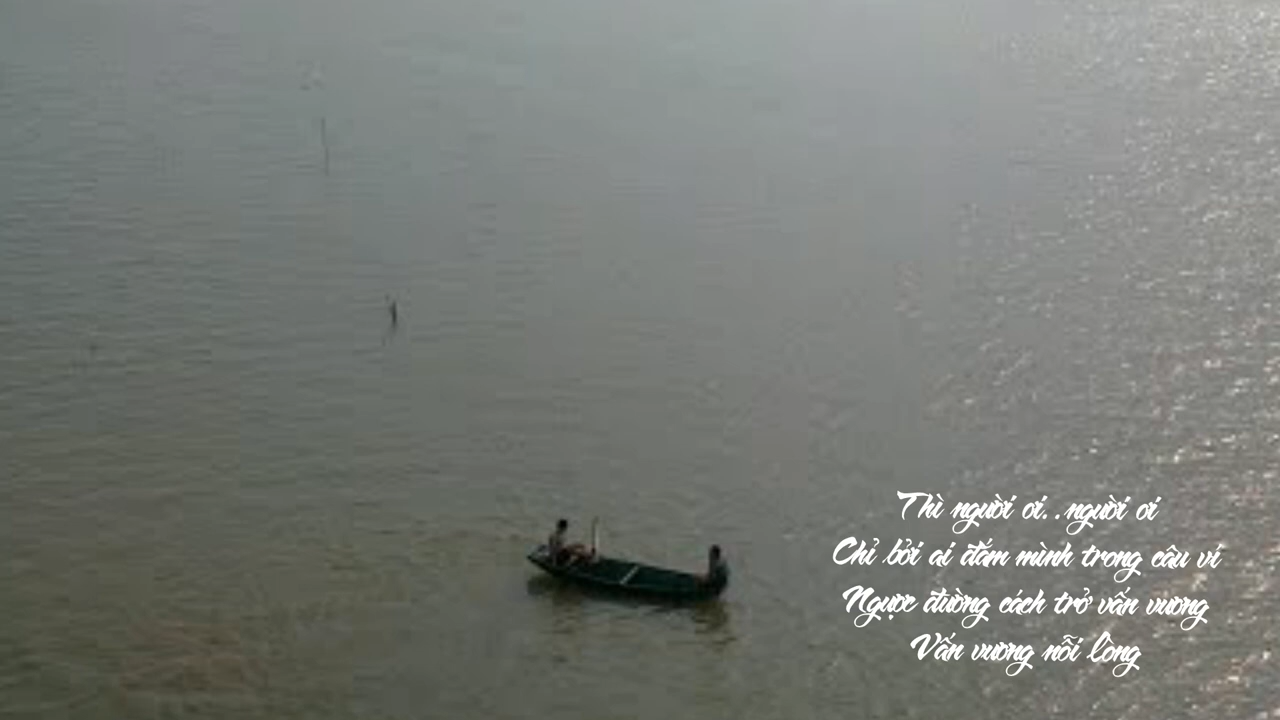 Thì người ơi..người ơi
Chỉ bởi ai đắm mình trong câu ví
Ngược đường cách trở vấn vương
Vấn vương nỗi lòng